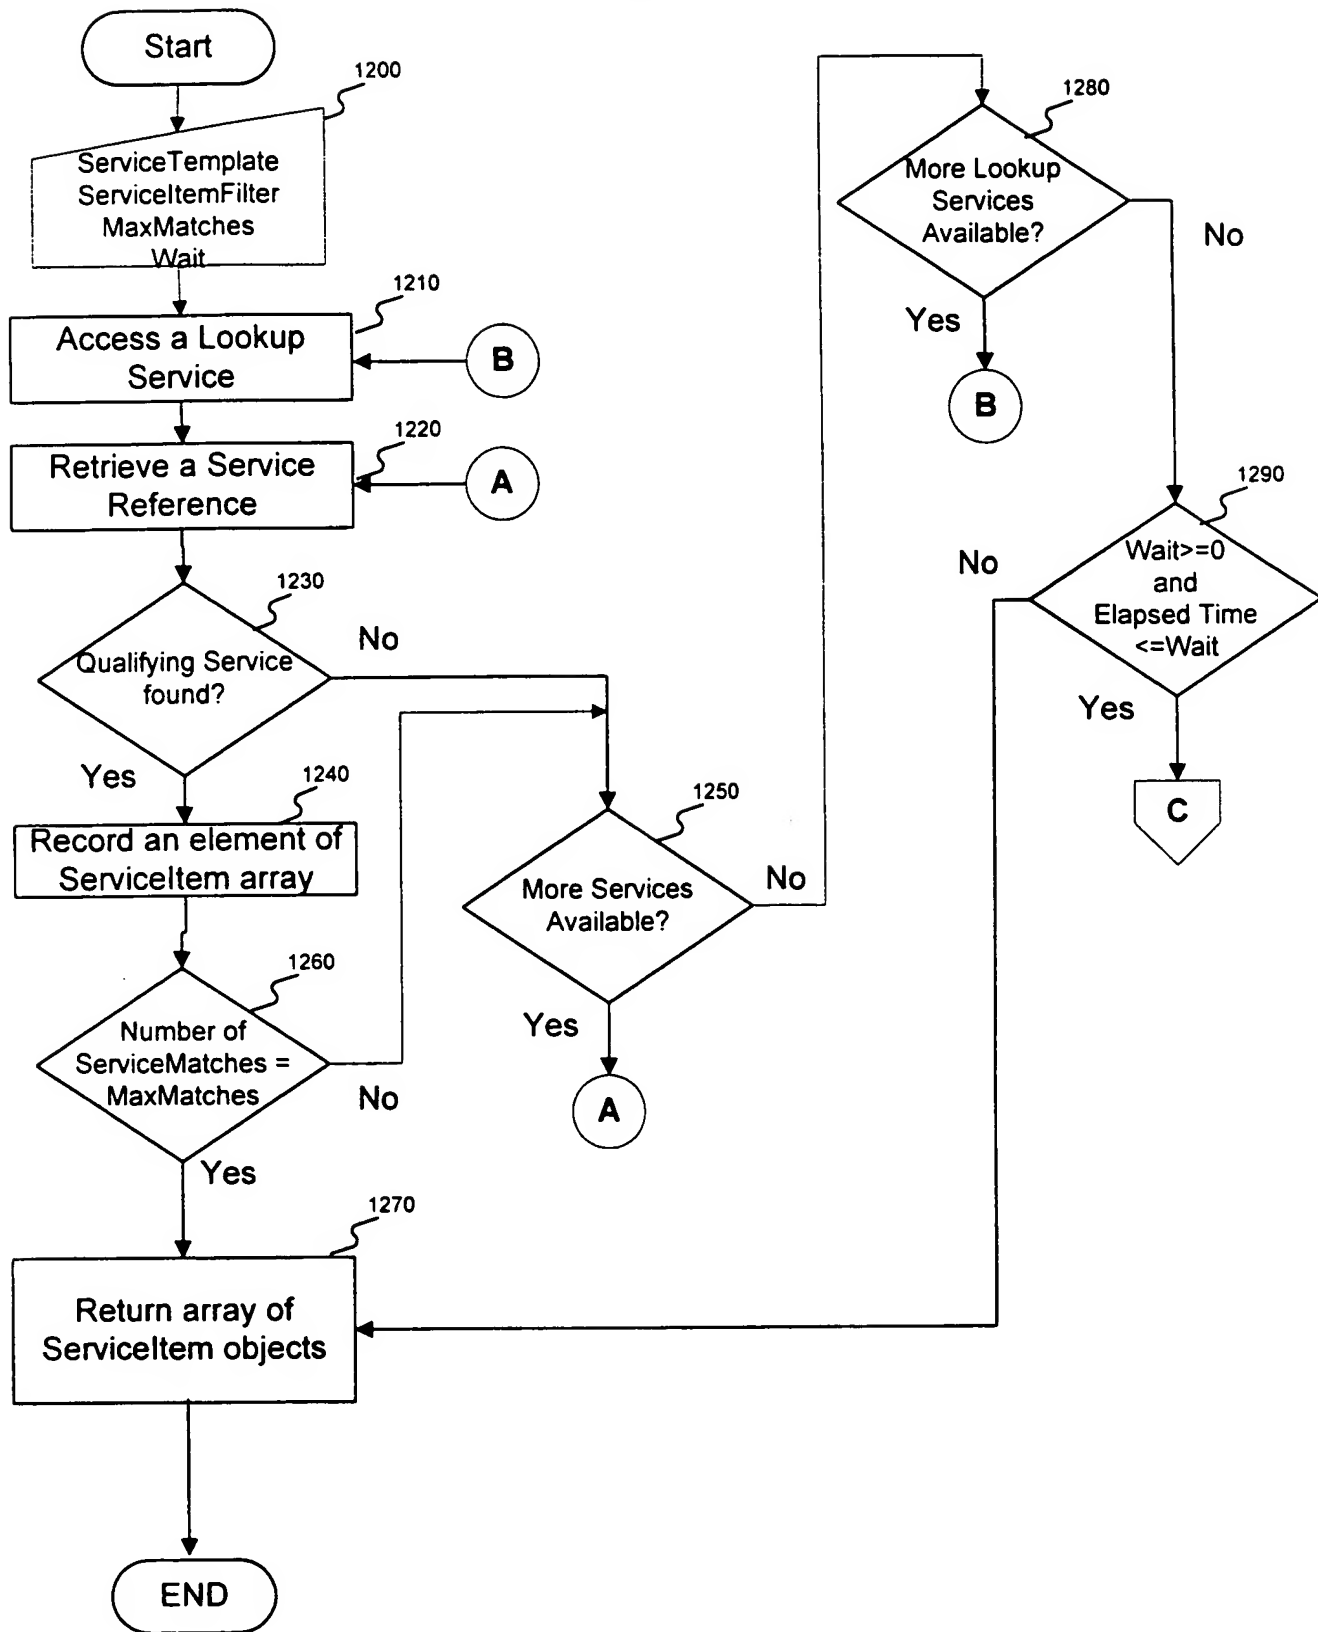 Start
1200
ServiceTemplate
ServiceItemFilter
MaxMatches
Wait
1210
Access a Lookup
Service
B
1220
Retrieve a Service
Reference
A
1230
Qualifying Service
found?
No
Yes
1240
Record an element of
ServiceItem array
1260
Number of
ServiceMatches =
MaxMatches
No
Yes
1270
Return array of
ServiceItem objects
END
1250
More Services
Available?
No
Yes
A
1280
More Lookup
Services
Available?
No
Yes
B
1290
Wait>=0
and
Elapsed Time
<=Wait
No
Yes
C